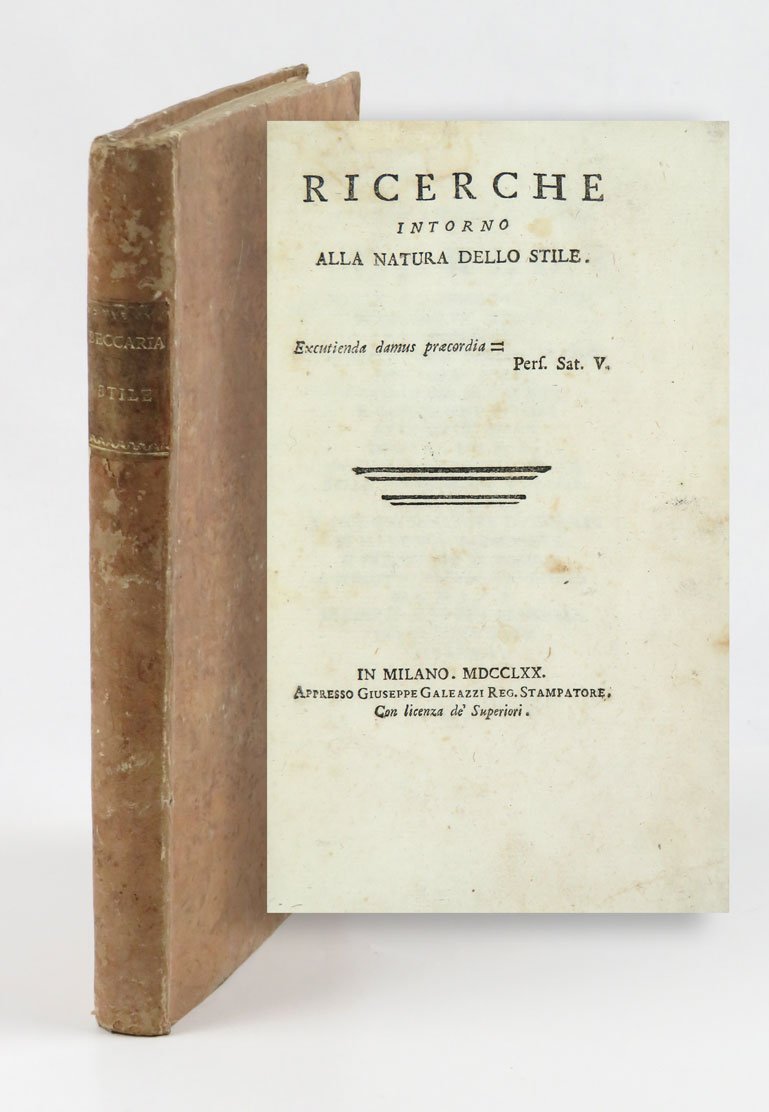 BECCARIA
STILE
RICERCHE
INTORNO
ALLA NATURA DELLO STILE.
Excutienda damus præcordia =
Perſ. Sat. V.
IN MILANO. MDCCLXX.
APPRESSO GIUSEPPE GALEAZZI REG. STAMPATORE.
Con licenza de' Superiori.